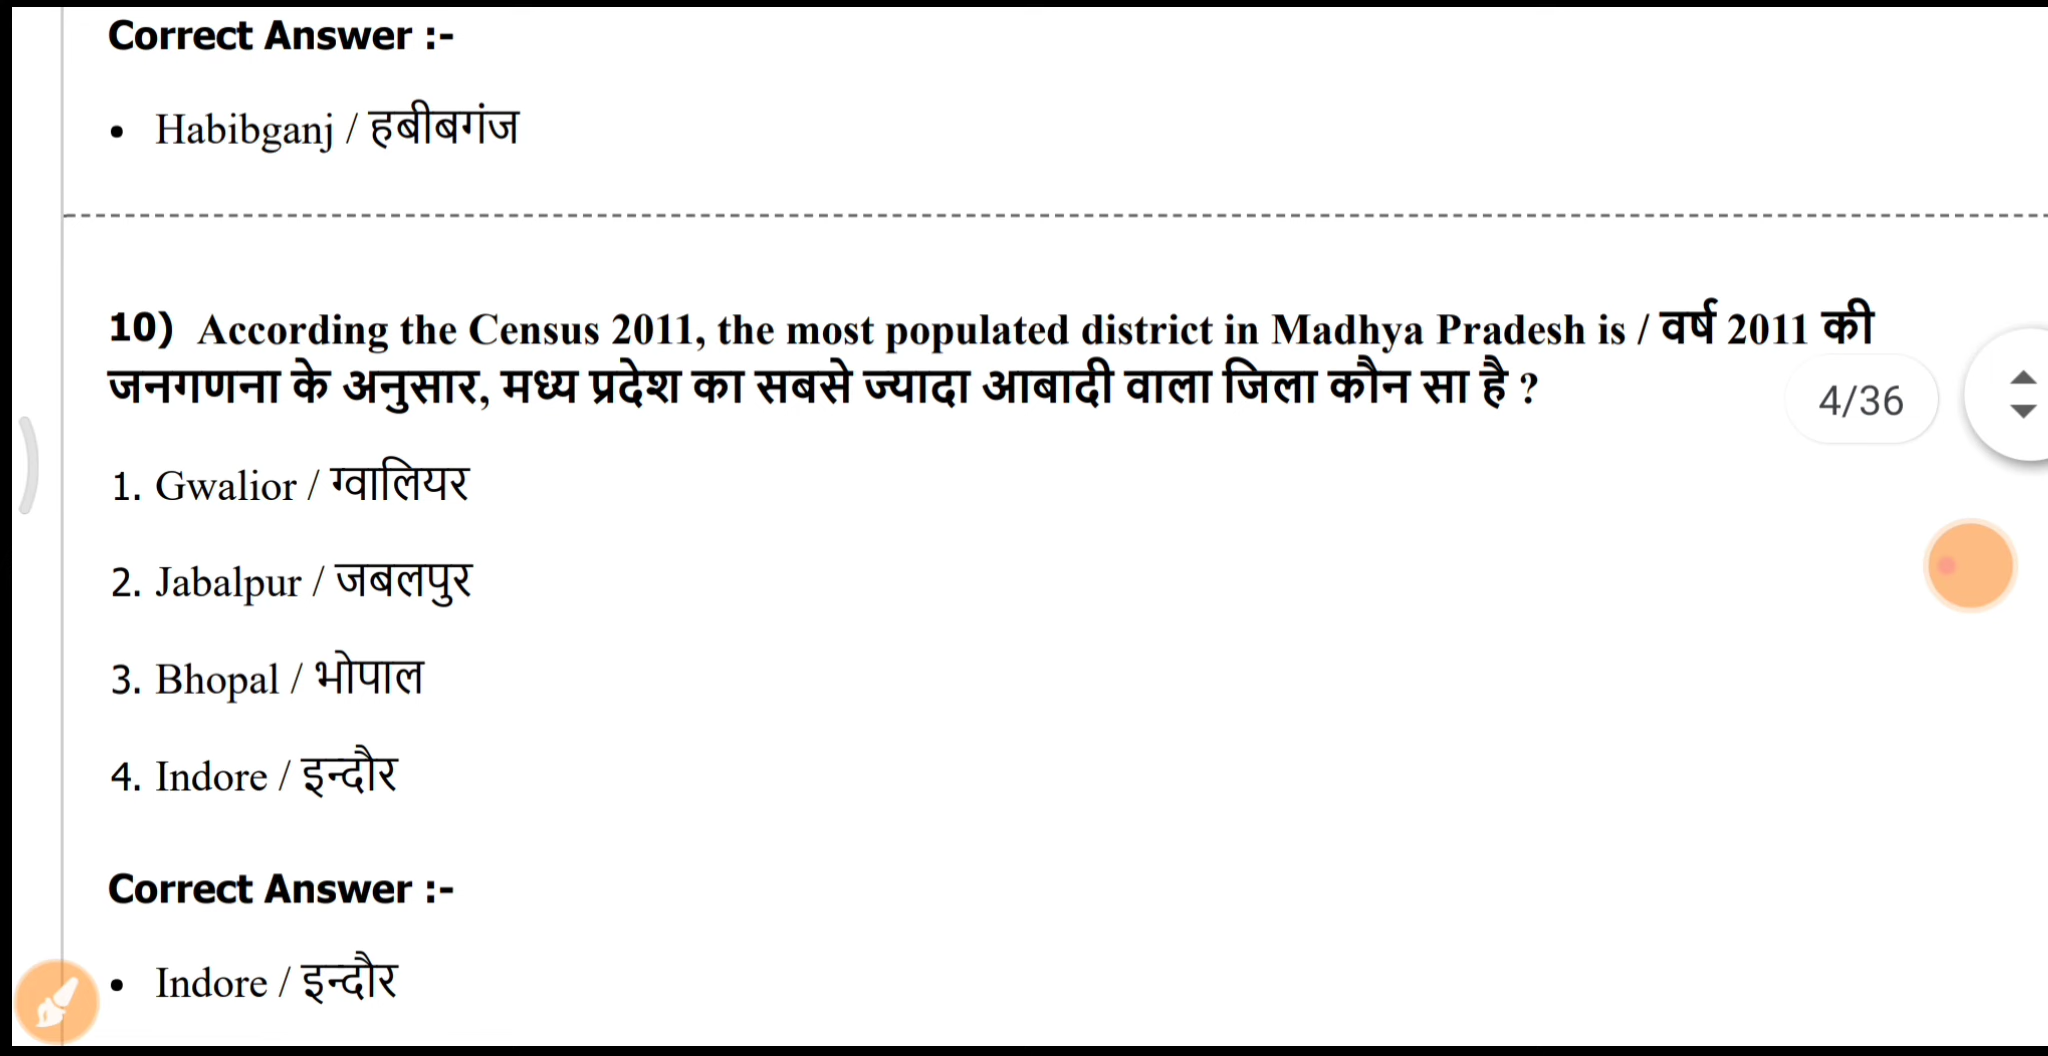 Correct Answer :-
• Habibganj / हबीबगंज
10) According the Census 2011, the most populated district in Madhya Pradesh is / वर्ष 2011 की
जनगणना के अनुसार, मध्य प्रदेश का सबसे ज्यादा आबादी वाला जिला कौन सा है ?
4/36
1. Gwalior / ग्वालियर
2. Jabalpur / जबलपुर
3. Bhopal / भोपाल
4. Indore / इन्दौर
Correct Answer :-
• Indore / इन्दौर